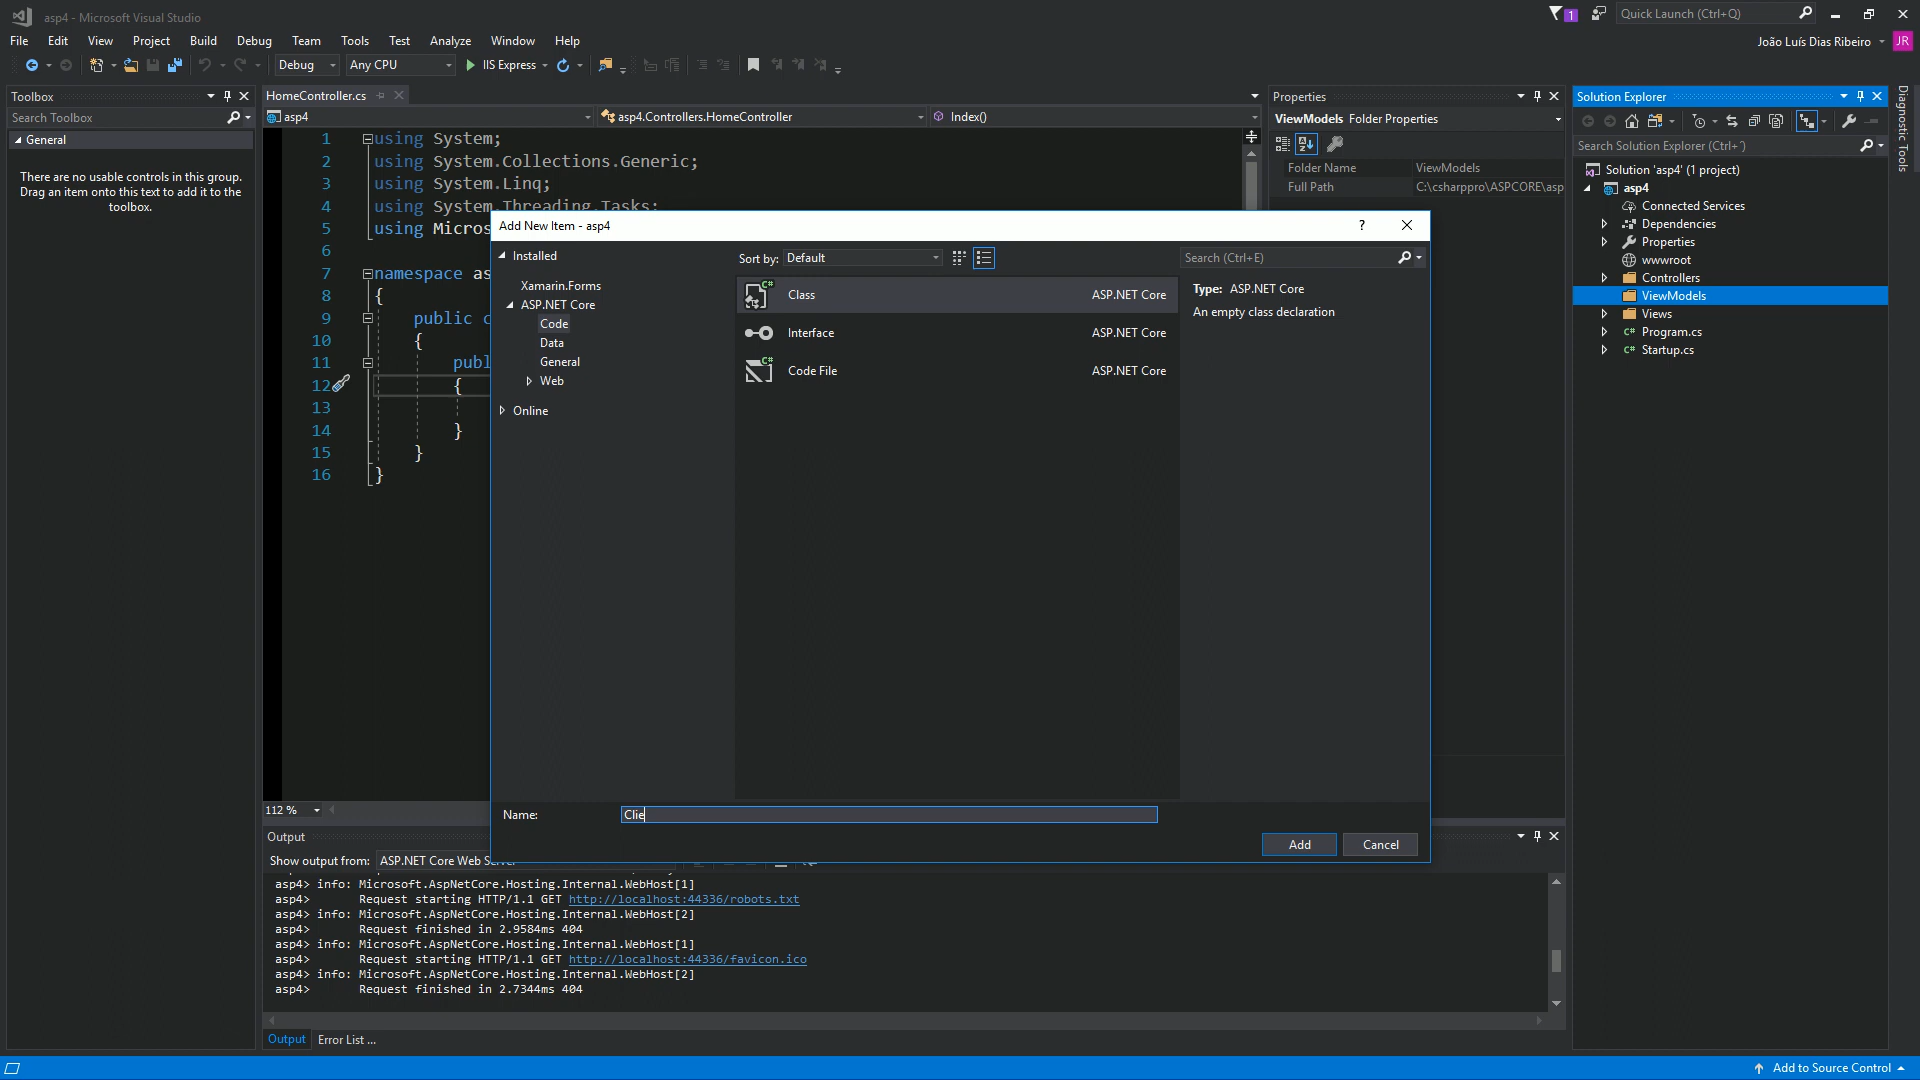 asp4 - Microsoft Visual Studio
1
Quick Launch (Ctrl+Q)
File Edit View Project Build Debug Team Tools Test Analyze Window Help
João Luís Dias Ribeiro
JR
Debug
Any CPU
IIS Express
Toolbox
Search Toolbox
General
There are no usable controls in this group.
Drag an item onto this text to add it to the
toolbox.
HomeController.cs
asp4
asp4.Controllers.HomeController
Index()
1 using System;
2 using System.Collections.Generic;
3 using System.Linq;
4 using System.Threading.Tasks;
5 using Micros
6
7 namespace as
8 {
9 public c
10 {
11 publ
12 {
13
14 }
15 }
16 }
112 %
Add New Item - asp4
?
Installed
Xamarin.Forms
ASP.NET Core
Code
Data
General
Web
Online
Sort by: Default
Search (Ctrl+E)
Class ASP.NET Core
Interface ASP.NET Core
Code File ASP.NET Core
Type: ASP.NET Core
An empty class declaration
Name: Clie
Add
Cancel
Properties
ViewModels Folder Properties
Folder Name ViewModels
Full Path C:\csharppro\ASPCORE\asp
Solution Explorer
Search Solution Explorer (Ctrl+´)
Solution 'asp4' (1 project)
asp4
Connected Services
Dependencies
Properties
wwwroot
Controllers
ViewModels
Views
C# Program.cs
C# Startup.cs
Diagnostic Tools
Output
Show output from: ASP.NET Core Web Server
asp4> info: Microsoft.AspNetCore.Hosting.Internal.WebHost[1]
asp4> Request starting HTTP/1.1 GET http://localhost:44336/robots.txt
asp4> info: Microsoft.AspNetCore.Hosting.Internal.WebHost[2]
asp4> Request finished in 2.9584ms 404
asp4> info: Microsoft.AspNetCore.Hosting.Internal.WebHost[1]
asp4> Request starting HTTP/1.1 GET http://localhost:44336/favicon.ico
asp4> info: Microsoft.AspNetCore.Hosting.Internal.WebHost[2]
asp4> Request finished in 2.7344ms 404
Output
Error List ...
Add to Source Control